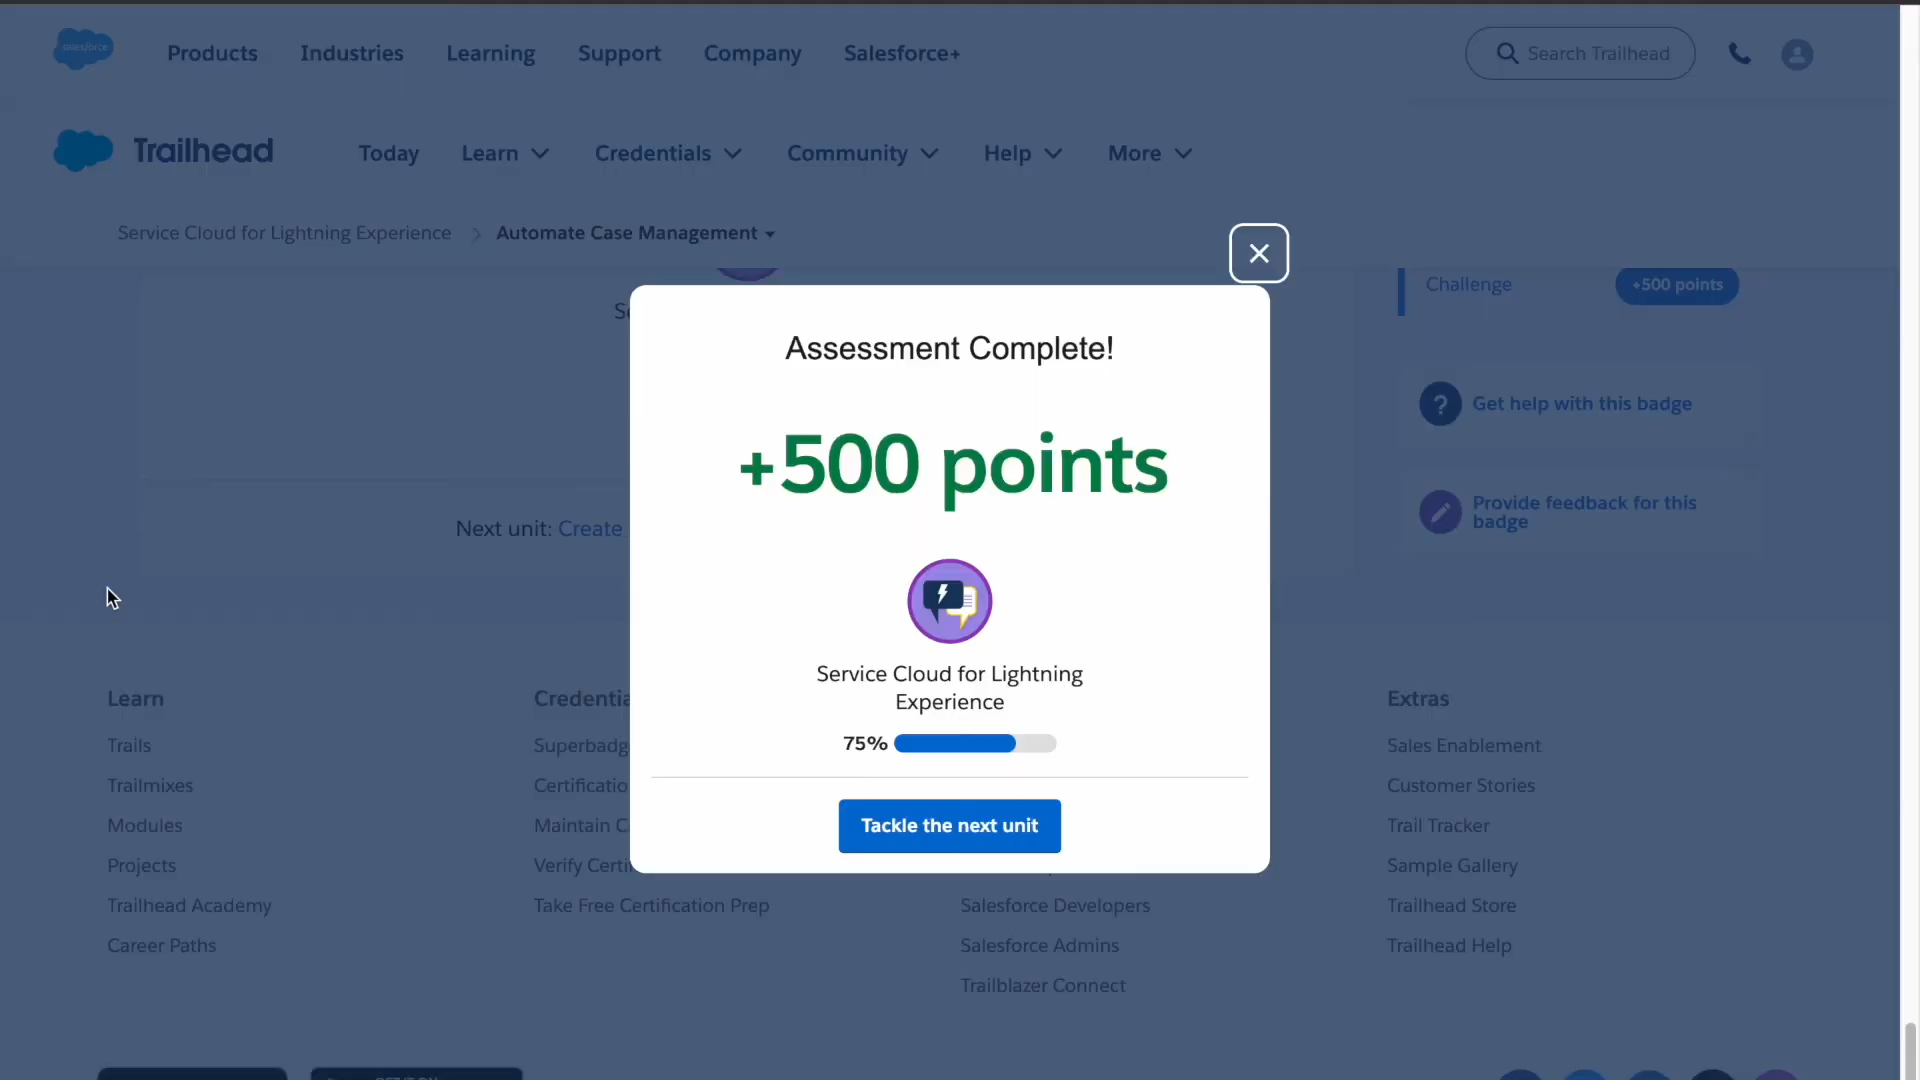 salesforce
Products Industries Learning Support Company Salesforce+
Search Trailhead
Trailhead
Today Learn Credentials Community Help More
Service Cloud for Lightning Experience Automate Case Management
Challenge +500 points
Assessment Complete!
Get help with this badge
+500 points
Provide feedback for this
badge
Next unit: Create
Service Cloud for Lightning
Experience
75%
Tackle the next unit
Learn
Trails
Trailmixes
Modules
Projects
Trailhead Academy
Career Paths
Take Free Certification Prep
Salesforce Developers
Salesforce Admins
Trailblazer Connect
Extras
Sales Enablement
Customer Stories
Trail Tracker
Sample Gallery
Trailhead Store
Trailhead Help